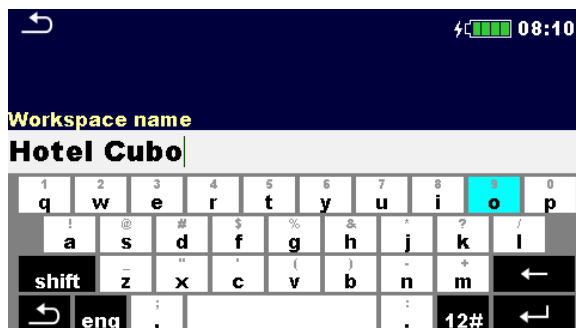 08:10
Workspace name
Hotel Cubo
1 2 3 4 5 6 7 8 9 0
q w e r t y u i o p
! @ # $ % & * ? /
a s d f g h j k l
_ " ' ( ) - +
shift z x c v b n m
; :
eng . . 12#